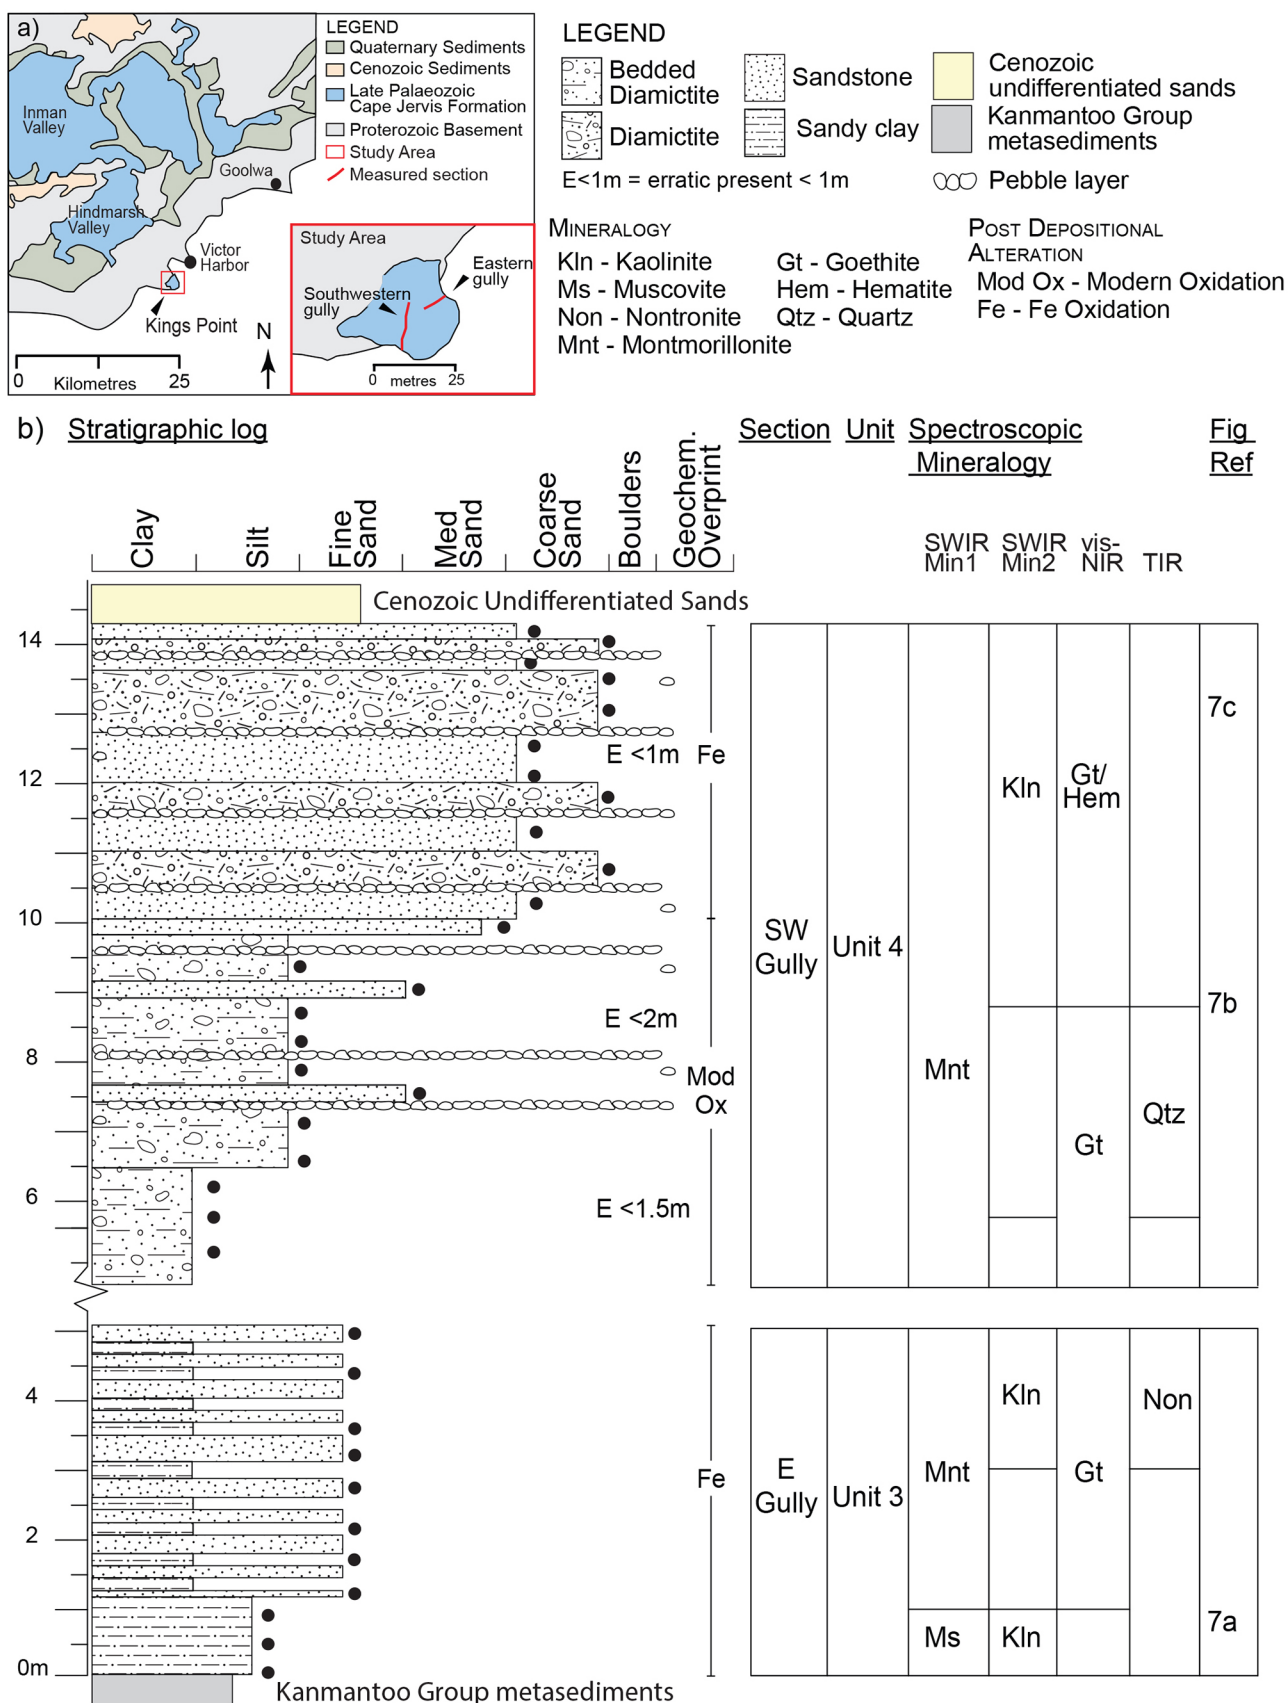 a)
LEGEND
Quaternary Sediments
Cenozoic Sediments
Late Palaeozoic
Cape Jervis Formation
Proterozoic Basement
Study Area
Measured section
Inman
Valley
Goolwa
Hindmarsh
Valley
Victor
Harbor
Kings Point
N
0 Kilometres 25
Study Area
Eastern
gully
Southwestern
gully
0 metres 25
LEGEND
Bedded
Diamictite
Diamictite
Sandstone
Sandy clay
Cenozoic
undifferentiated sands
Kanmantoo Group
metasediments
Pebble layer
E<1m = erratic present < 1m
MINERALOGY
Kln - Kaolinite
Ms - Muscovite
Non - Nontronite
Mnt - Montmorillonite
Gt - Goethite
Hem - Hematite
Qtz - Quartz
POST DEPOSITIONAL
ALTERATION
Mod Ox - Modern Oxidation
Fe - Fe Oxidation
b) Stratigraphic log
Section Unit Spectroscopic
Mineralogy
Fig
Ref
Clay
Silt
Fine
Sand
Med
Sand
Coarse
Sand
Boulders
Geochem.
Overprint
SWIR
Min1
SWIR
Min2
vis-
NIR
TIR
Cenozoic Undifferentiated Sands
14
12
10
8
6
4
2
0m
E <1m
Fe
E <2m
Mod
Ox
E <1.5m
Fe
SW
Gully
Unit 4
Mnt
Kln
Gt/
Hem
Gt
Qtz
7c
7b
E
Gully
Unit 3
Mnt
Kln
Gt
Non
Ms
Kln
7a
Kanmantoo Group metasediments